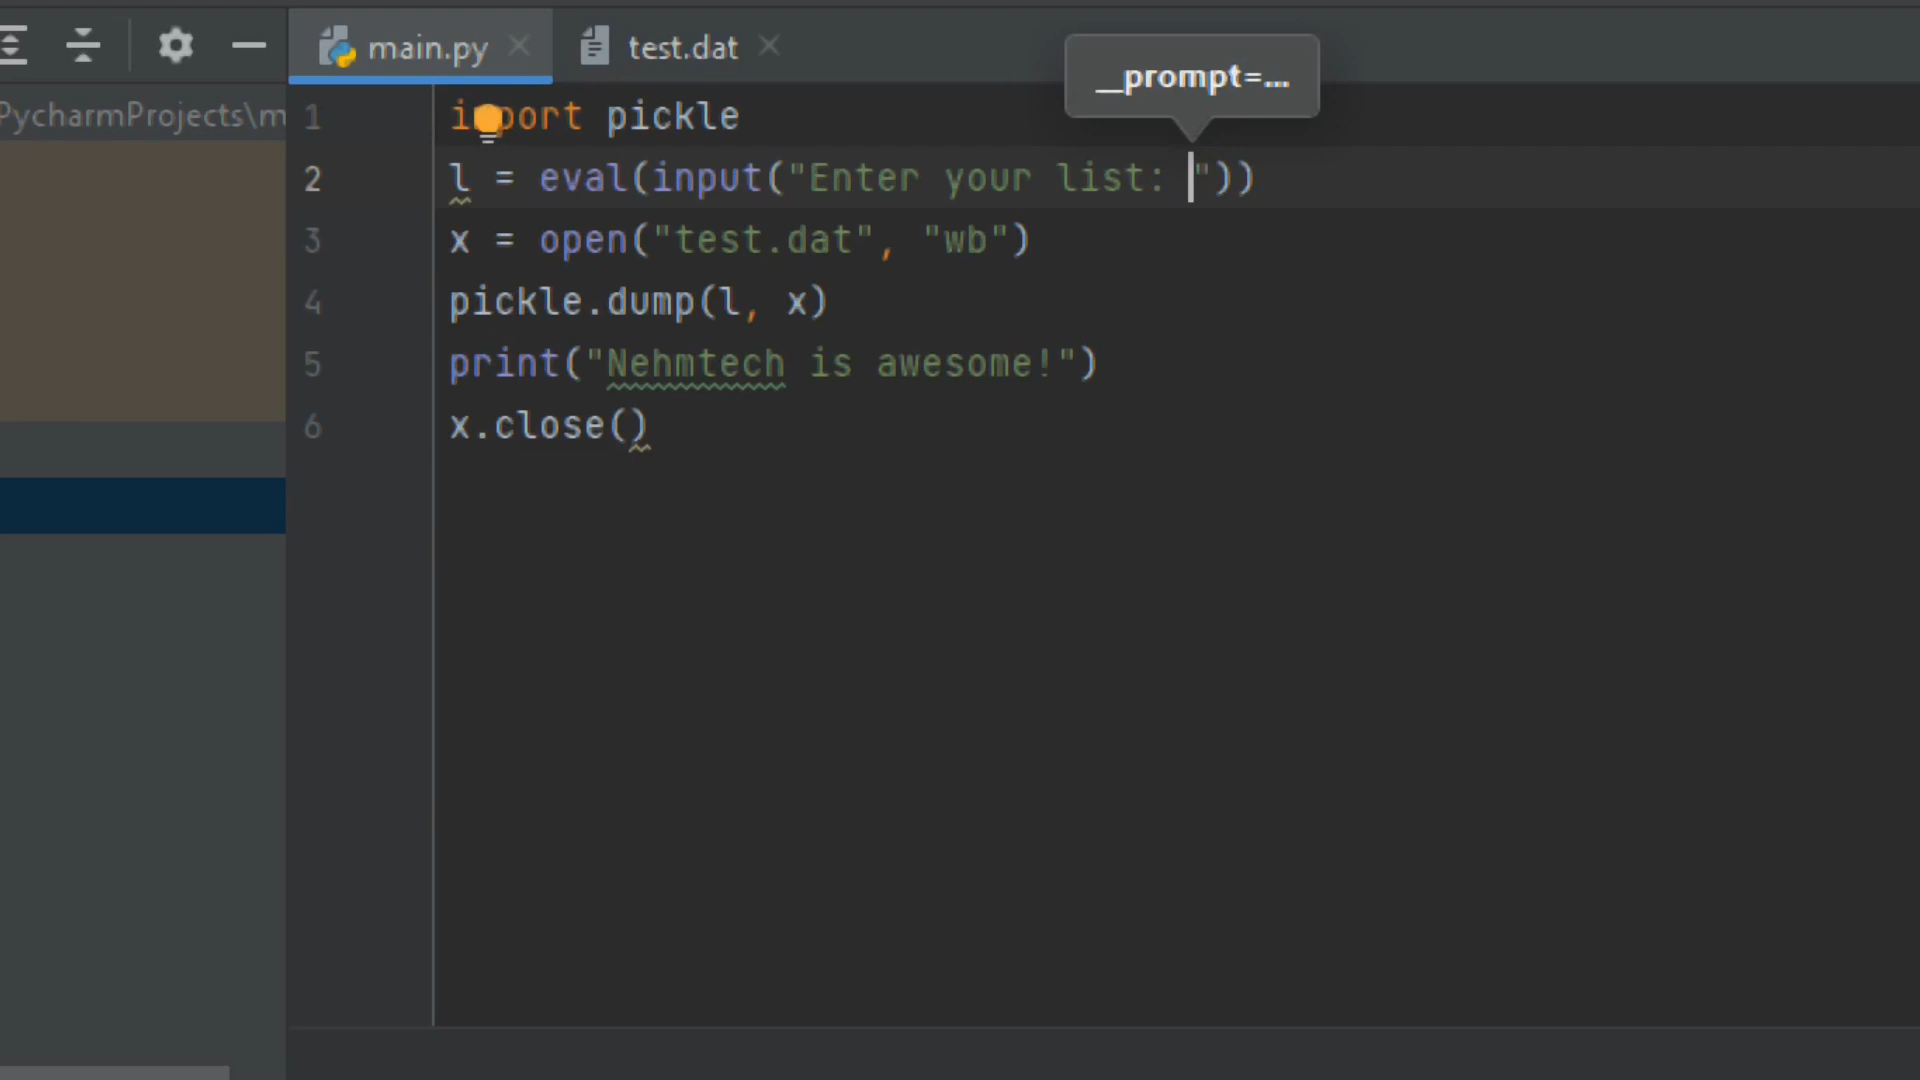 main.py test.dat
__prompt=...
PycharmProjects\m
1 import pickle
2 l = eval(input("Enter your list: "))
3 x = open("test.dat", "wb")
4 pickle.dump(l, x)
5 print("Nehmtech is awesome!")
6 x.close()